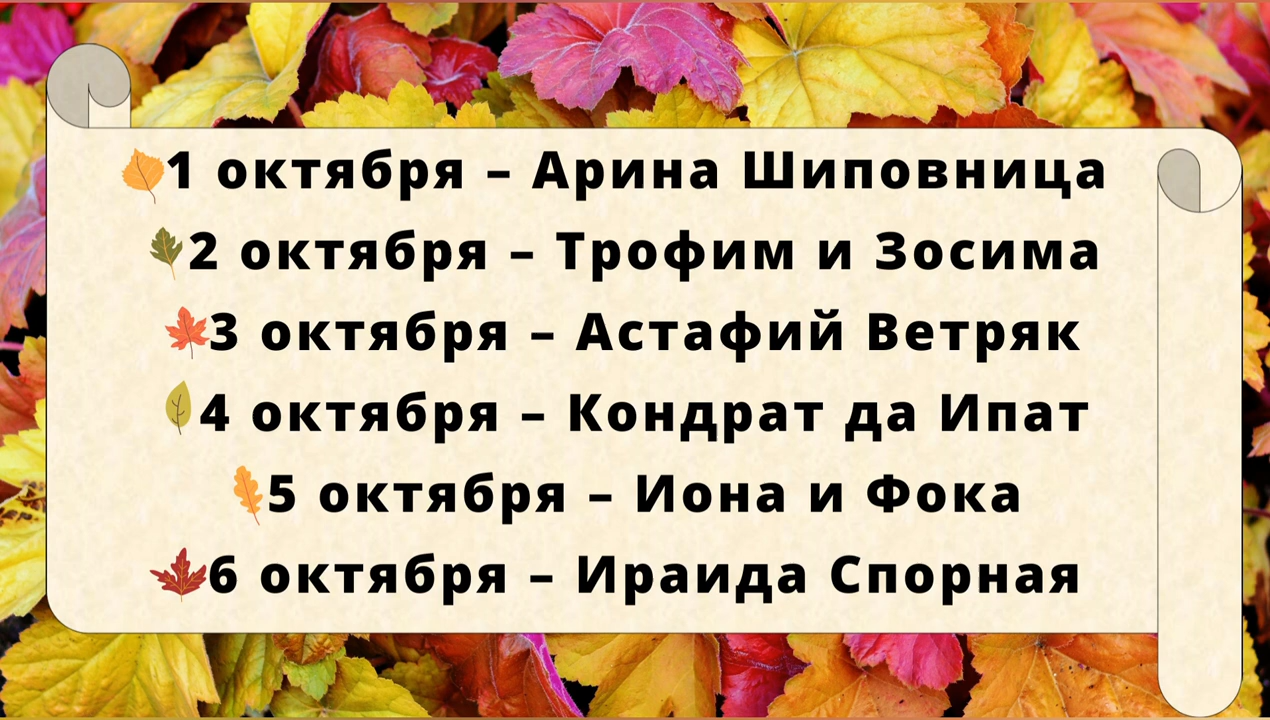 1 октября – Арина Шиповница
2 октября – Трофим и Зосима
3 октября – Астафий Ветряк
4 октября – Кондрат да Ипат
5 октября – Иона и Фока
6 октября – Ираида Спорная